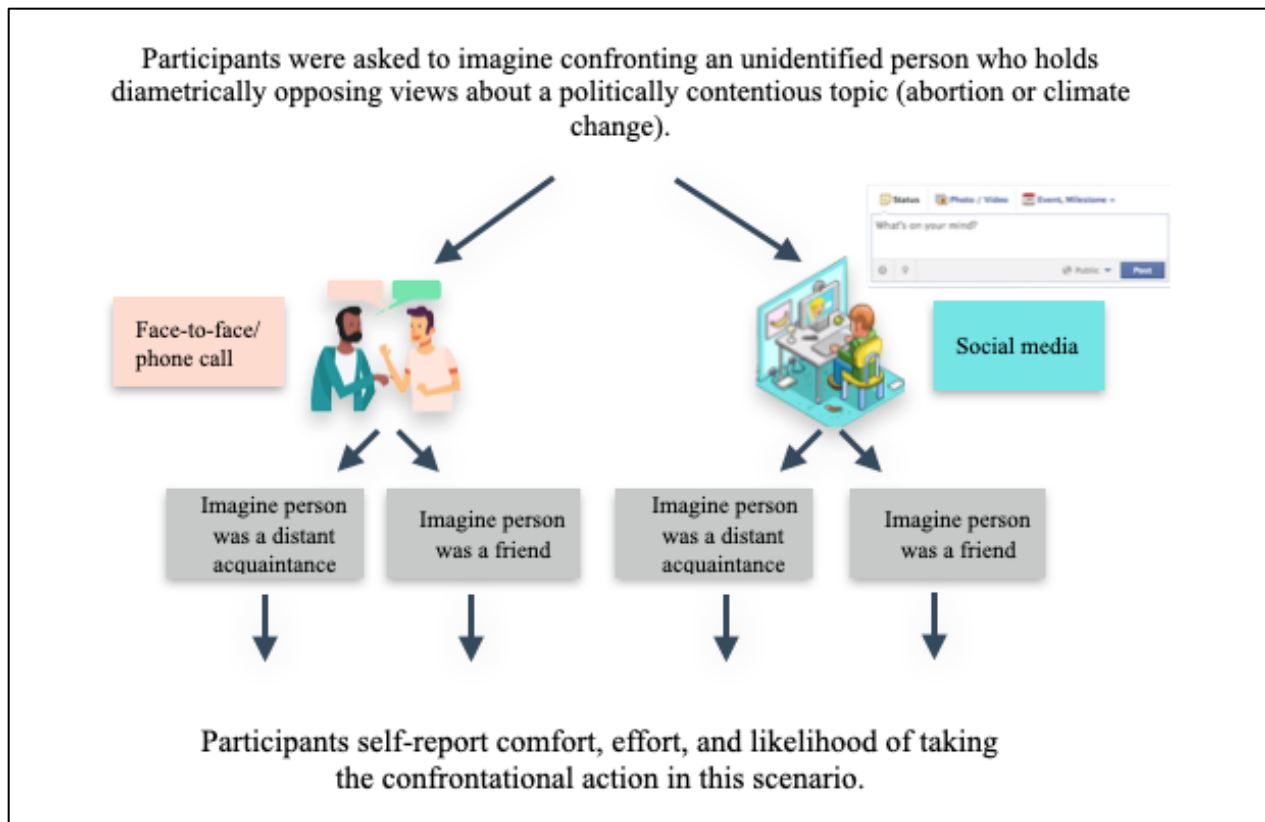 Participants were asked to imagine confronting an unidentified person who holds
diametrically opposing views about a politically contentious topic (abortion or climate
change).
Status Photo / Video Event, Milestone
What's on your mind?
Public Post
Face-to-face/
phone call
Social media
Imagine person
was a distant
acquaintance
Imagine person
was a friend
Imagine person
was a distant
acquaintance
Imagine person
was a friend
Participants self-report comfort, effort, and likelihood of taking
the confrontational action in this scenario.